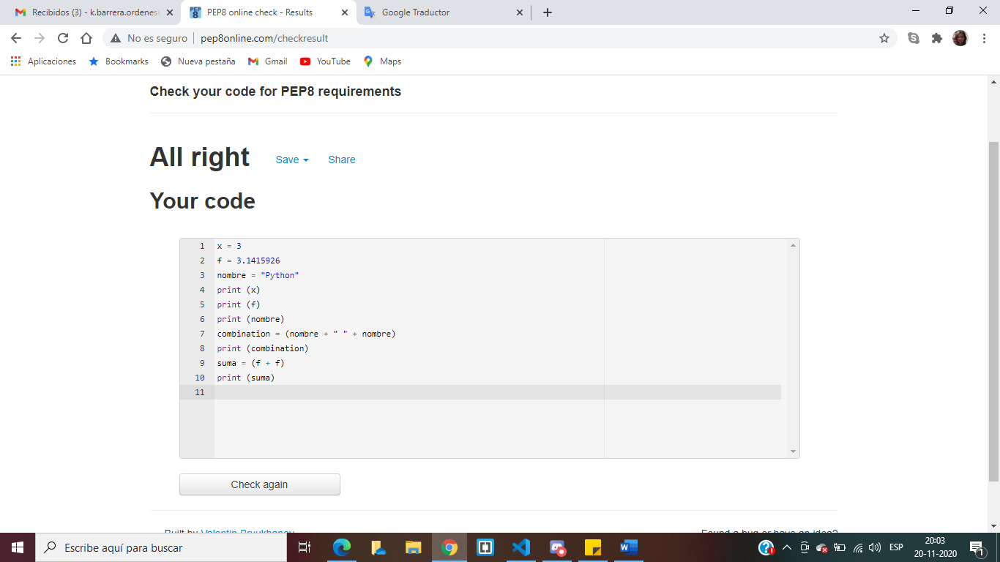 Recibidos (3) - k.barrera.ordenes
PEP8 online check - Results
Google Traductor
No es seguro
pep8online.com/checkresult
Aplicaciones
Bookmarks
Nueva pestaña
Gmail
YouTube
Maps
Check your code for PEP8 requirements
All right
Save
Share
Your code
1 x = 3
2 f = 3.1415926
3 nombre = "Python"
4 print (x)
5 print (f)
6 print (nombre)
7 combination = (nombre + " " + nombre)
8 print (combination)
9 suma = (f + f)
10 print (suma)
11
Check again
Built by Valentin Bryukhanov
Found a bug or have an idea?
Escribe aquí para buscar
ESP
20:03
20-11-2020
1